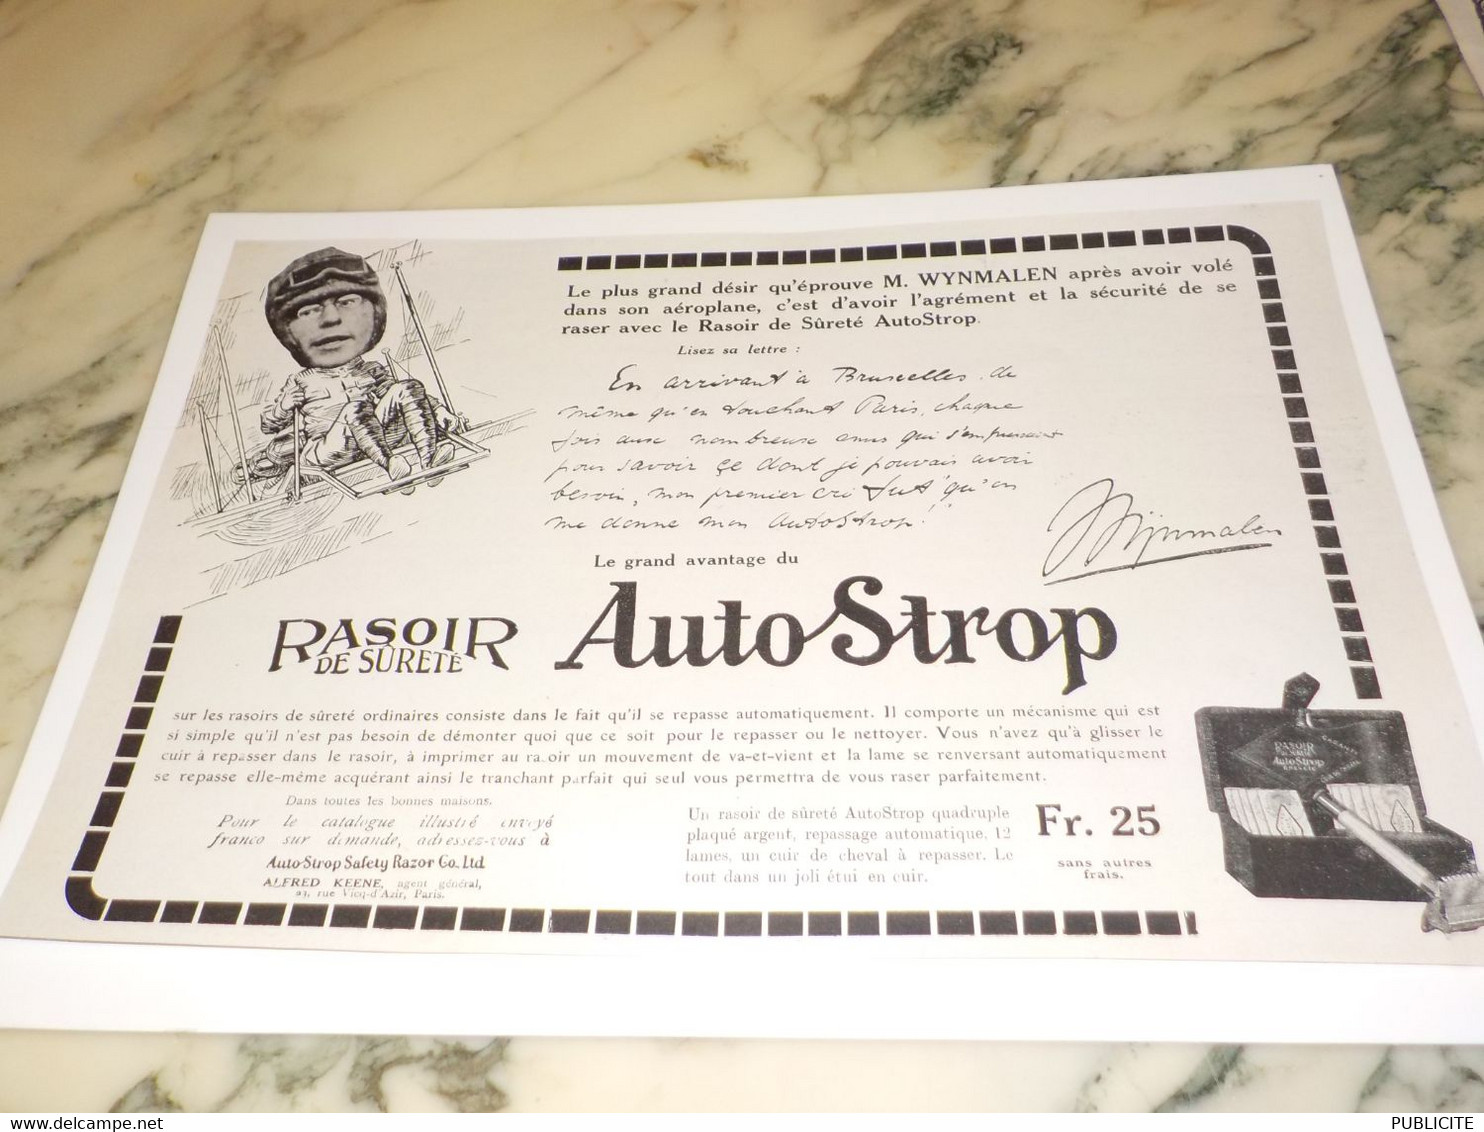 Le plus grand désir qu'éprouve M. WYNMALEN après avoir volé
dans son aéroplane, c'est d'avoir l'agrément et la sécurité de se
raser avec le Rasoir de Sûreté AutoStrop.
Lisez sa lettre :
En arrivant à Bruxelles, de
même qu'en touchant Paris, chaque
fois aux nombreux amis qui s'empressaient
pour savoir ce dont je pouvais avoir
besoin, mon premier cri fut "qu'on
me donne mon AutoStrop!"
Wijnmalen
Le grand avantage du
RASOIR
DE SÛRETÉ
AutoStrop
sur les rasoirs de sûreté ordinaires consiste dans le fait qu'il se repasse automatiquement. Il comporte un mécanisme qui est
si simple qu'il n'est pas besoin de démonter quoi que ce soit pour le repasser ou le nettoyer. Vous n'avez qu'à glisser le
cuir à repasser dans le rasoir, à imprimer au rasoir un mouvement de va-et-vient et la lame se renversant automatiquement
se repasse elle-même acquérant ainsi le tranchant parfait qui seul vous permettra de vous raser parfaitement.
Dans toutes les bonnes maisons.
Pour le catalogue illustré envoyé
franco sur demande, adressez-vous à
AutoStrop Safety Razor Co. Ltd
ALFRED KEENE, agent général,
23, rue Vicq-d'Azir, Paris.
Un rasoir de sûreté AutoStrop quadruple
plaqué argent, repassage automatique, 12
lames, un cuir de cheval à repasser. Le
tout dans un joli étui en cuir.
Fr. 25
sans autres
frais.
RASOIR
DE SÛRETÉ
AutoStrop
delcampe.net
PUBLICITE